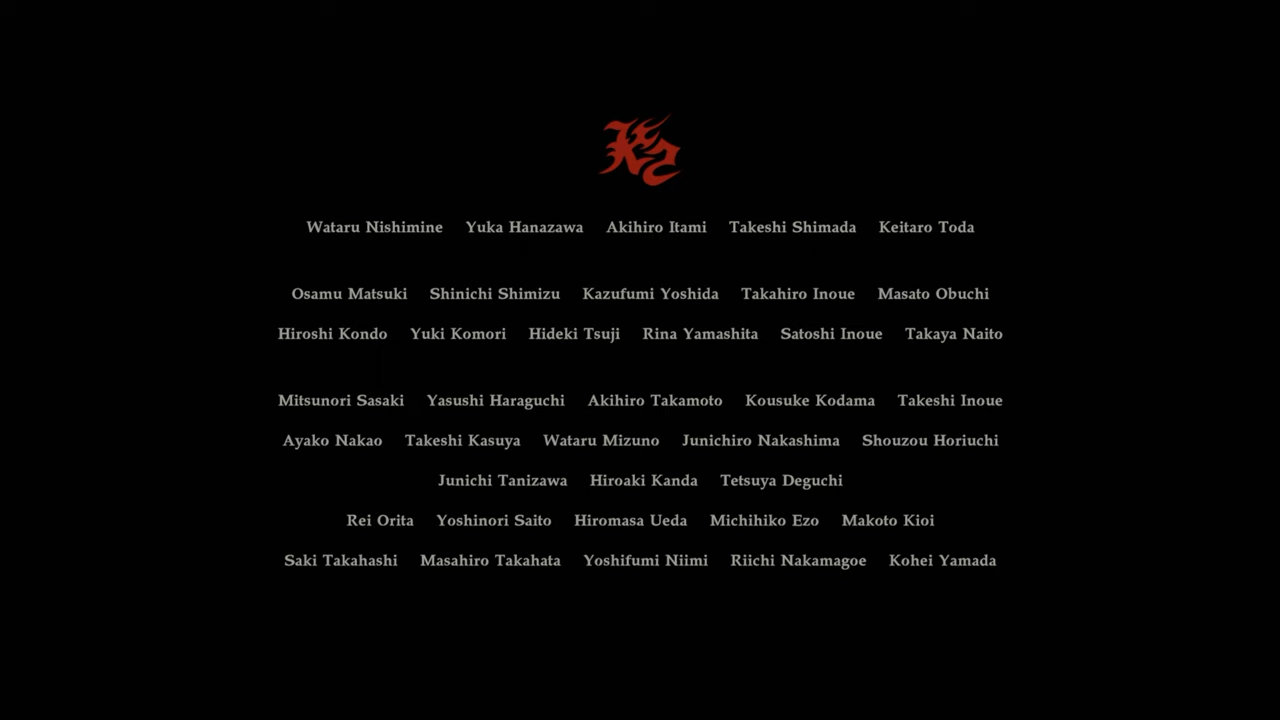 K2
Wataru Nishimine Yuka Hanazawa Akihiro Itami Takeshi Shimada Keitaro Toda
Osamu Matsuki Shinichi Shimizu Kazufumi Yoshida Takahiro Inoue Masato Obuchi
Hiroshi Kondo Yuki Komori Hideki Tsuji Rina Yamashita Satoshi Inoue Takaya Naito
Mitsunori Sasaki Yasushi Haraguchi Akihiro Takamoto Kousuke Kodama Takeshi Inoue
Ayako Nakao Takeshi Kasuya Wataru Mizuno Junichiro Nakashima Shouzou Horiuchi
Junichi Tanizawa Hiroaki Kanda Tetsuya Deguchi
Rei Orita Yoshinori Saito Hiromasa Ueda Michihiko Ezo Makoto Kioi
Saki Takahashi Masahiro Takahata Yoshifumi Niimi Riichi Nakamagoe Kohei Yamada